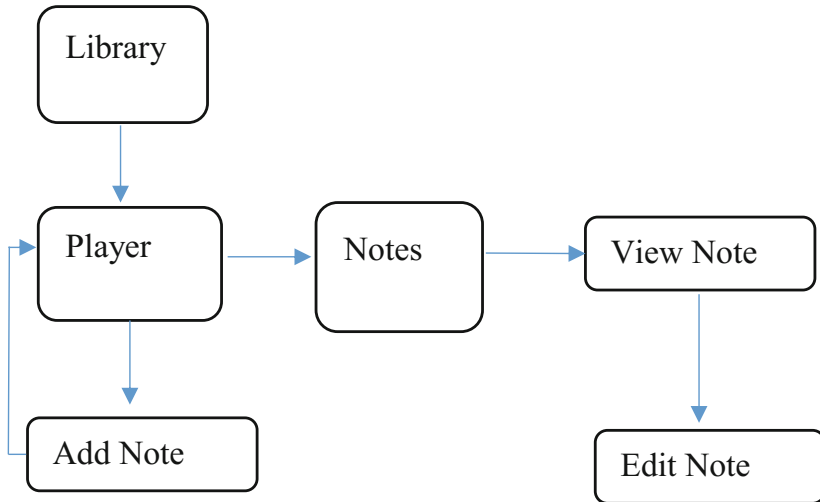 Library
Player
Notes
View Note
Add Note
Edit Note